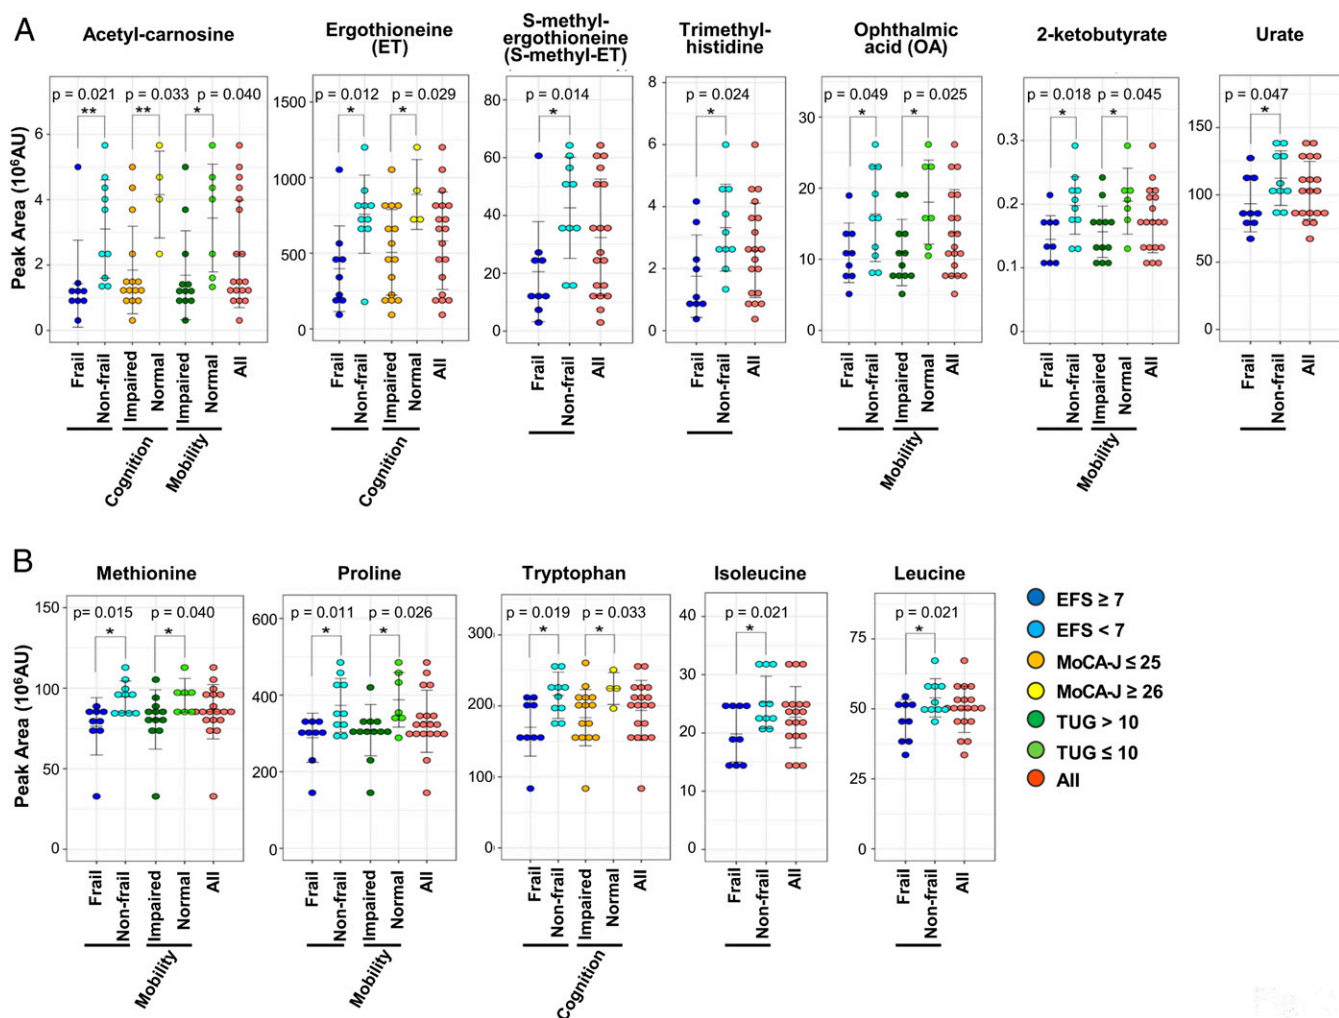 A
Acetyl-carnosine
Ergothioneine
(ET)
S-methyl-
ergothioneine
(S-methyl-ET)
Trimethyl-
histidine
Ophthalmic
acid (OA)
2-ketobutyrate
Urate
Peak Area (10⁶AU)
p = 0.021 p = 0.033 p = 0.040
** ** *
6
4
2
0
Frail
Non-frail
Impaired
Normal
Impaired
Normal
All
Cognition
Mobility
p = 0.012 p = 0.029
* *
1500
1000
500
0
Frail
Non-frail
Impaired
Normal
All
Cognition
p = 0.014
*
80
60
40
20
0
Frail
Non-frail
All
p = 0.024
*
8
6
4
2
0
Frail
Non-frail
All
p = 0.049 p = 0.025
* *
30
20
10
0
Frail
Non-frail
Impaired
Normal
All
Mobility
p = 0.018 p = 0.045
* *
0.3
0.2
0.1
0
Frail
Non-frail
Impaired
Normal
All
Mobility
p = 0.047
*
150
100
50
0
Frail
Non-frail
All
B
Methionine
Proline
Tryptophan
Isoleucine
Leucine
Peak Area (10⁶AU)
p= 0.015 p = 0.040
* *
150
100
50
0
Frail
Non-frail
Impaired
Normal
All
Mobility
p = 0.011 p = 0.026
* *
600
400
200
0
Frail
Non-frail
Impaired
Normal
All
Mobility
p = 0.019 p = 0.033
* *
300
200
100
0
Frail
Non-frail
Impaired
Normal
All
Cognition
p = 0.021
*
40
30
20
10
0
Frail
Non-frail
All
p = 0.021
*
75
50
25
0
Frail
Non-frail
All
EFS ≥ 7
EFS < 7
MoCA-J ≤ 25
MoCA-J ≥ 26
TUG > 10
TUG ≤ 10
All